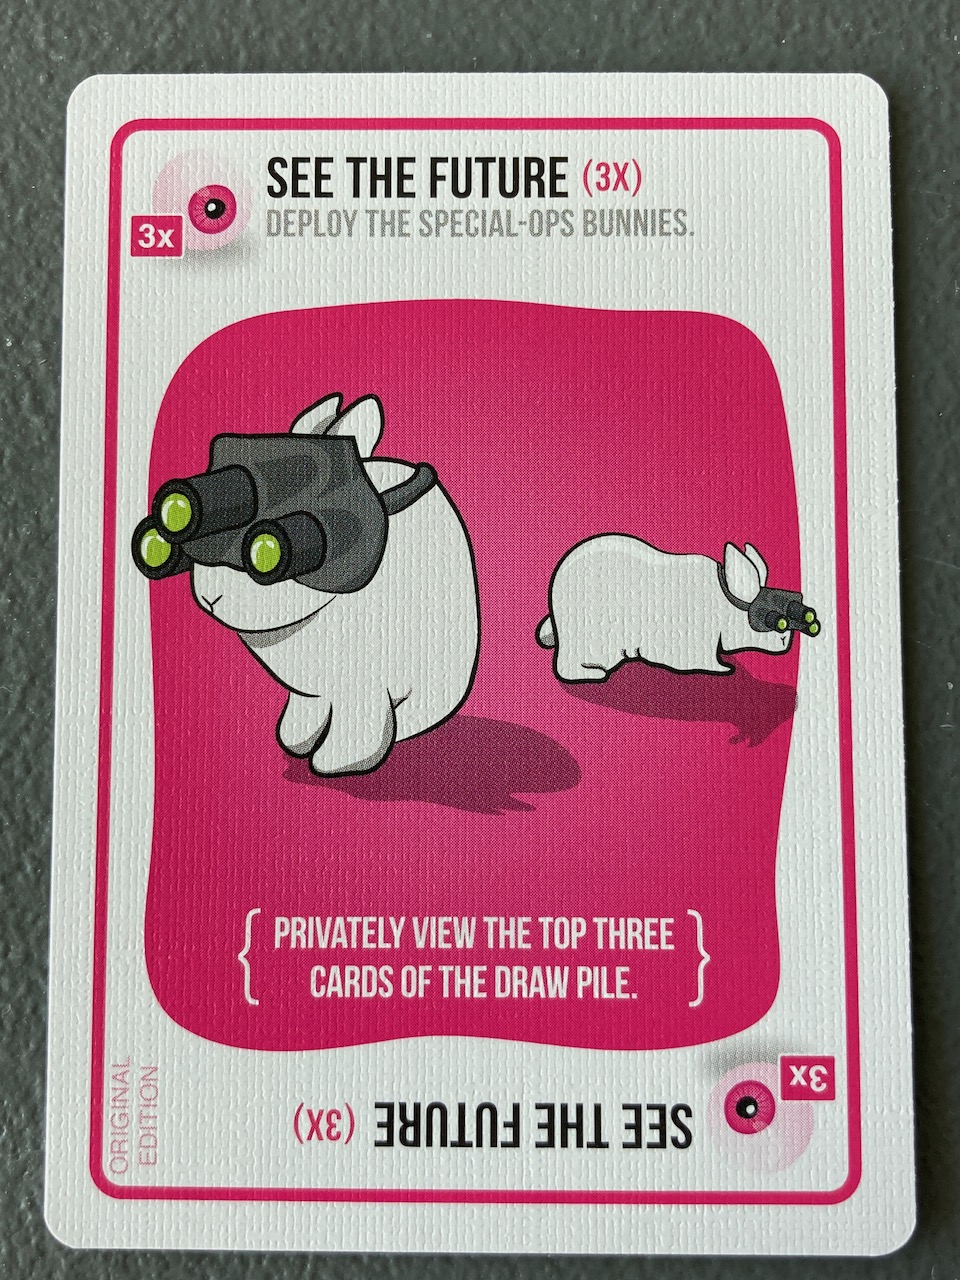 SEE THE FUTURE (3X)
DEPLOY THE SPECIAL-OPS BUNNIES.
3x
{ PRIVATELY VIEW THE TOP THREE
CARDS OF THE DRAW PILE. }
ORIGINAL
EDITION
3x
SEE THE FUTURE (3X)